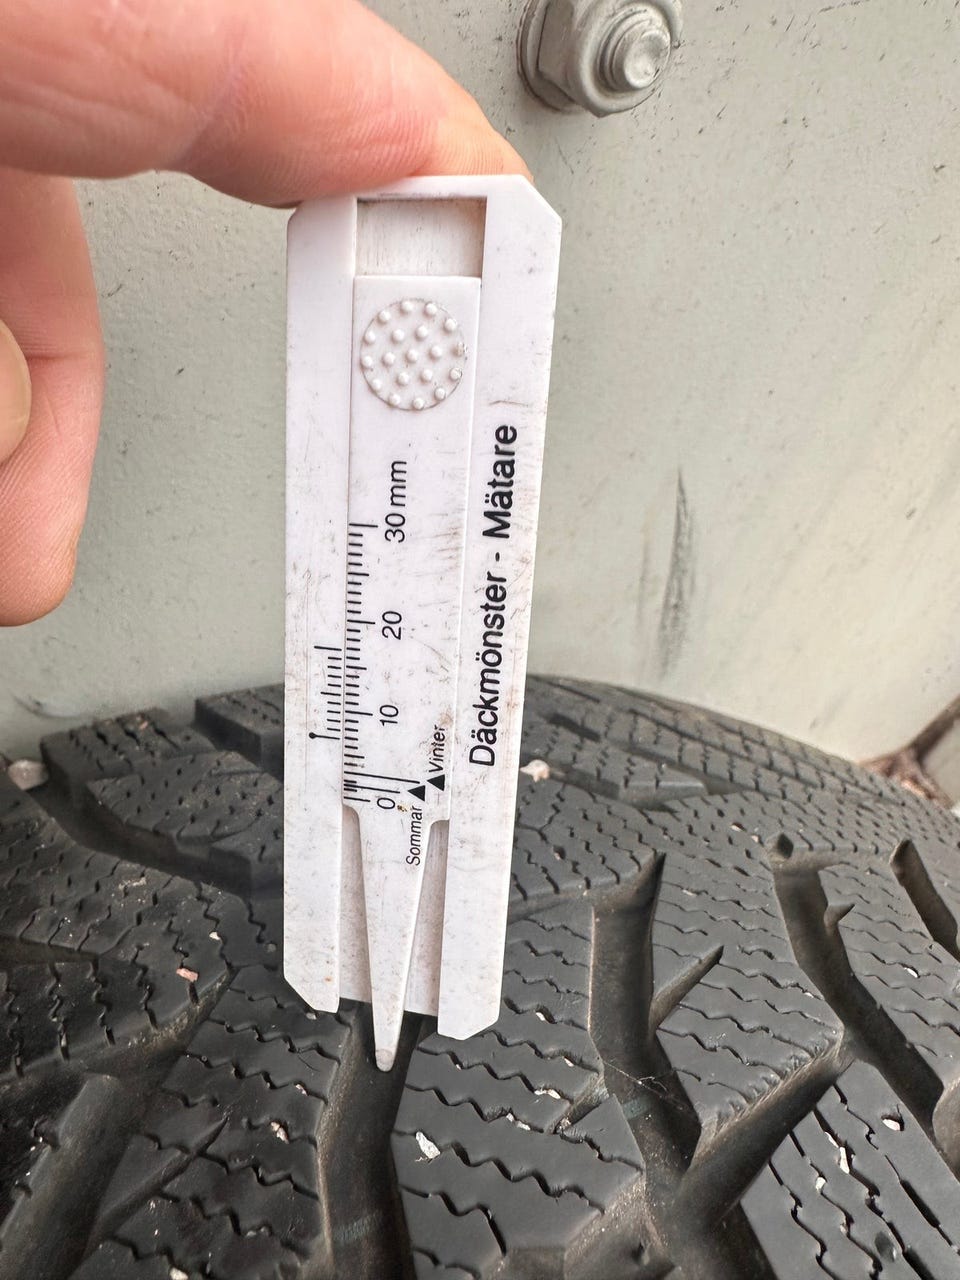 Däckmönster - Mätare
30 mm
20
10
0
Sommar
▲Vinter